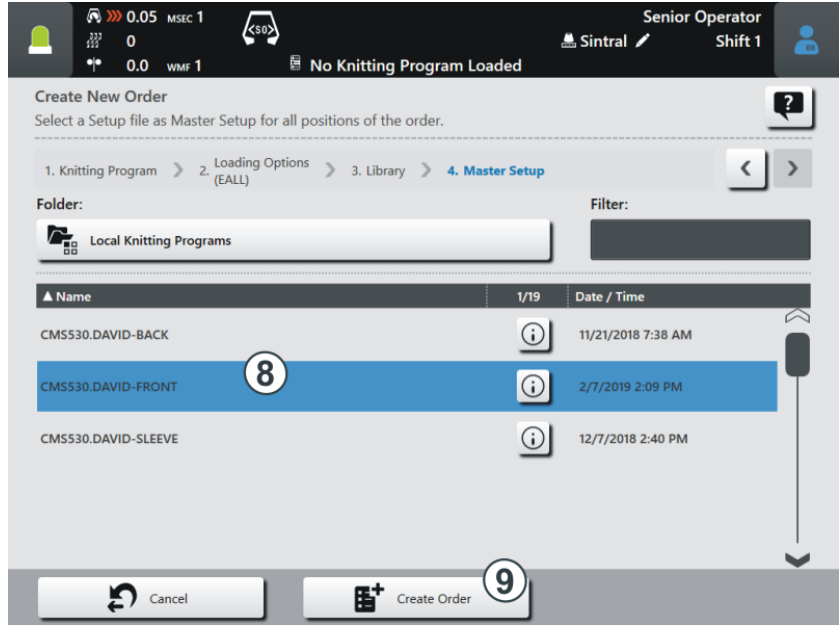 0.05 MSEC 1
<S0>
Senior Operator
0
Sintral
Shift 1
0.0 WMF 1
No Knitting Program Loaded
Create New Order
Select a Setup file as Master Setup for all positions of the order.
?
1. Knitting Program
2. Loading Options
(EALL)
3. Library
4. Master Setup
Folder:
Filter:
Local Knitting Programs
▲ Name
1/19
Date / Time
CMS530.DAVID-BACK
11/21/2018 7:38 AM
8
CMS530.DAVID-FRONT
2/7/2019 2:09 PM
CMS530.DAVID-SLEEVE
12/7/2018 2:40 PM
Cancel
Create Order
9